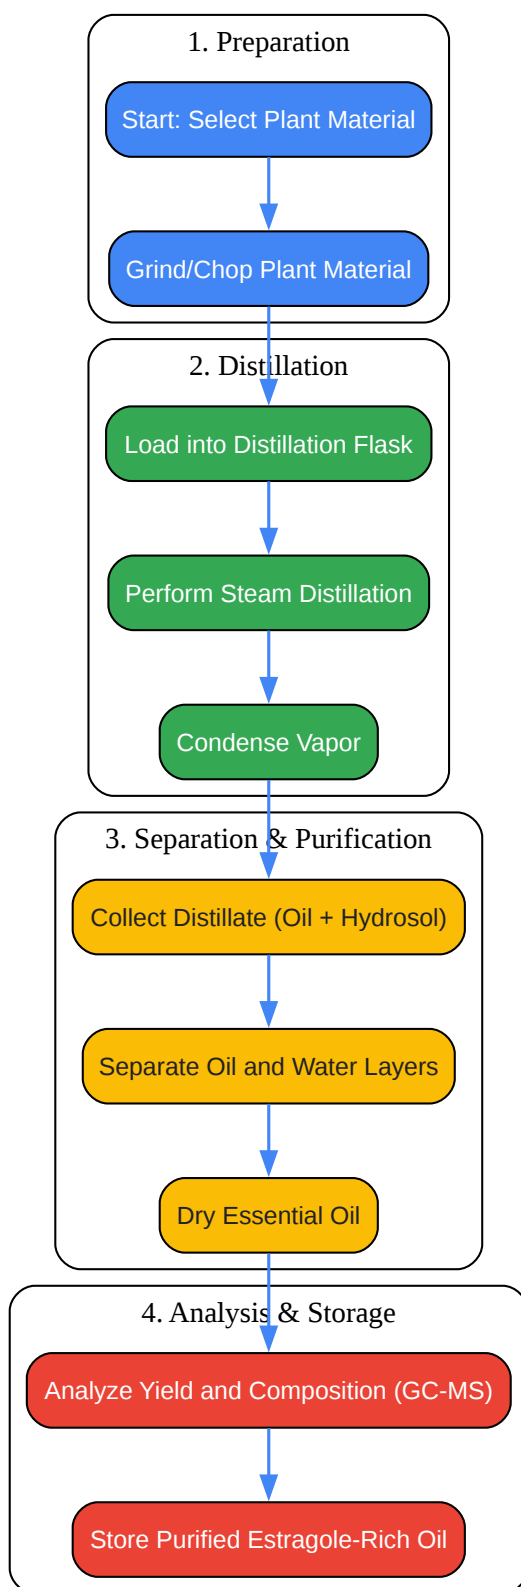 1. Preparation
Start: Select Plant Material
Grind/Chop Plant Material
2. Distillation
Load into Distillation Flask
Perform Steam Distillation
Condense Vapor
3. Separation & Purification
Collect Distillate (Oil + Hydrosol)
Separate Oil and Water Layers
Dry Essential Oil
4. Analysis & Storage
Analyze Yield and Composition (GC-MS)
Store Purified Estragole-Rich Oil